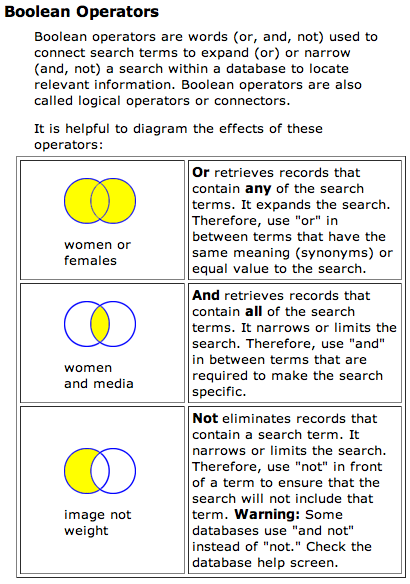 Boolean Operators
Boolean operators are words (or, and, not) used to
connect search terms to expand (or) or narrow
(and, not) a search within a database to locate
relevant information. Boolean operators are also
called logical operators or connectors.
It is helpful to diagram the effects of these
operators:
women or
females
Or retrieves records that
contain any of the search
terms. It expands the search.
Therefore, use "or" in
between terms that have the
same meaning (synonyms) or
equal value to the search.
women
and media
And retrieves records that
contain all of the search
terms. It narrows or limits the
search. Therefore, use "and"
in between terms that are
required to make the search
specific.
image not
weight
Not eliminates records that
contain a search term. It
narrows or limits the search.
Therefore, use "not" in front
of a term to ensure that the
search will not include that
term. Warning: Some
databases use "and not"
instead of "not." Check the
database help screen.